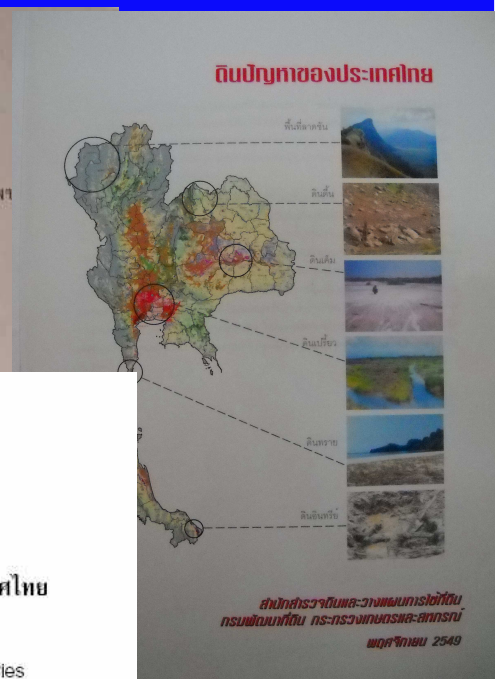 ดินปัญหาของประเทศไทย
พื้นที่ลาดชัน
ดินตื้น
ดินเค็ม
ดินเปรี้ยว
ดินทราย
ดินอินทรีย์
สำนักสำรวจดินและวางแผนการใช้ที่ดิน
กรมพัฒนาที่ดิน กระทรวงเกษตรและสหกรณ์
พฤศจิกายน 2549
ศไทย
ies